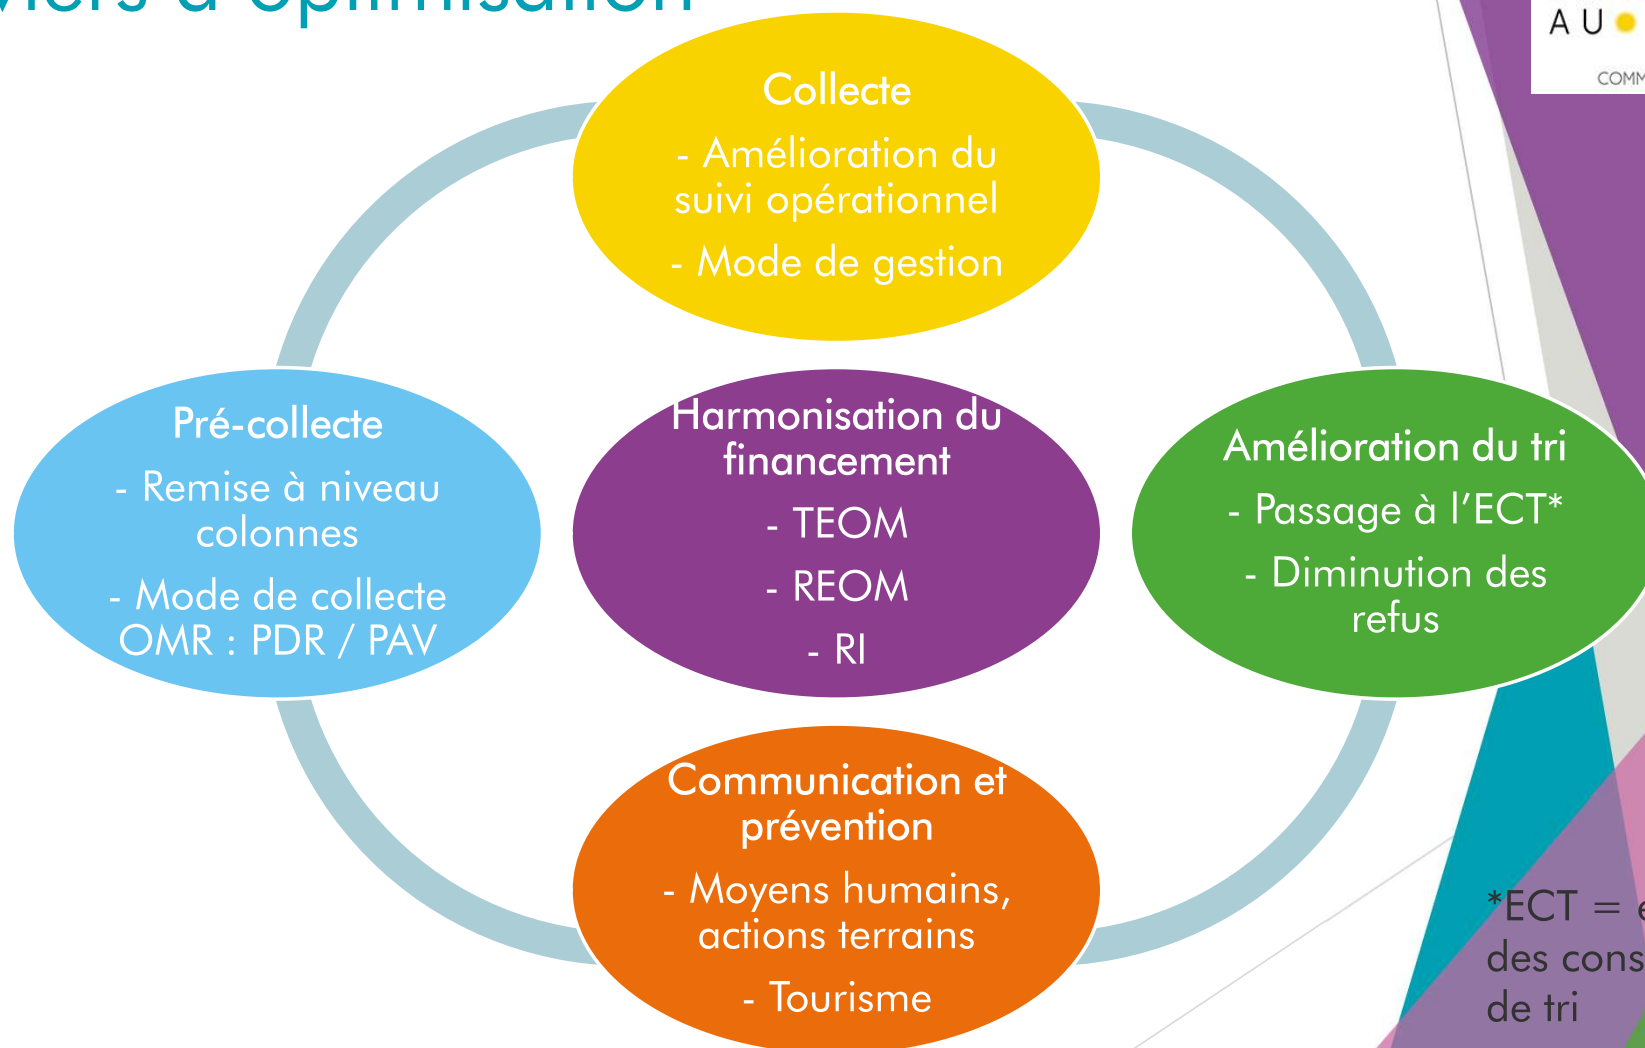 d'optimisation
A U
Collecte
- Amélioration du
suivi opérationnel
- Mode de gestion
Pré-collecte
- Remise à niveau
colonnes
- Mode de collecte
OMR : PDR / PAV
Harmonisation du
financement
- TEOM
- REOM
- RI
Amélioration du tri
- Passage à l'ECT*
- Diminution des
refus
Communication et
prévention
- Moyens humains,
actions terrains
- Tourisme
*ECT =
des
de tri